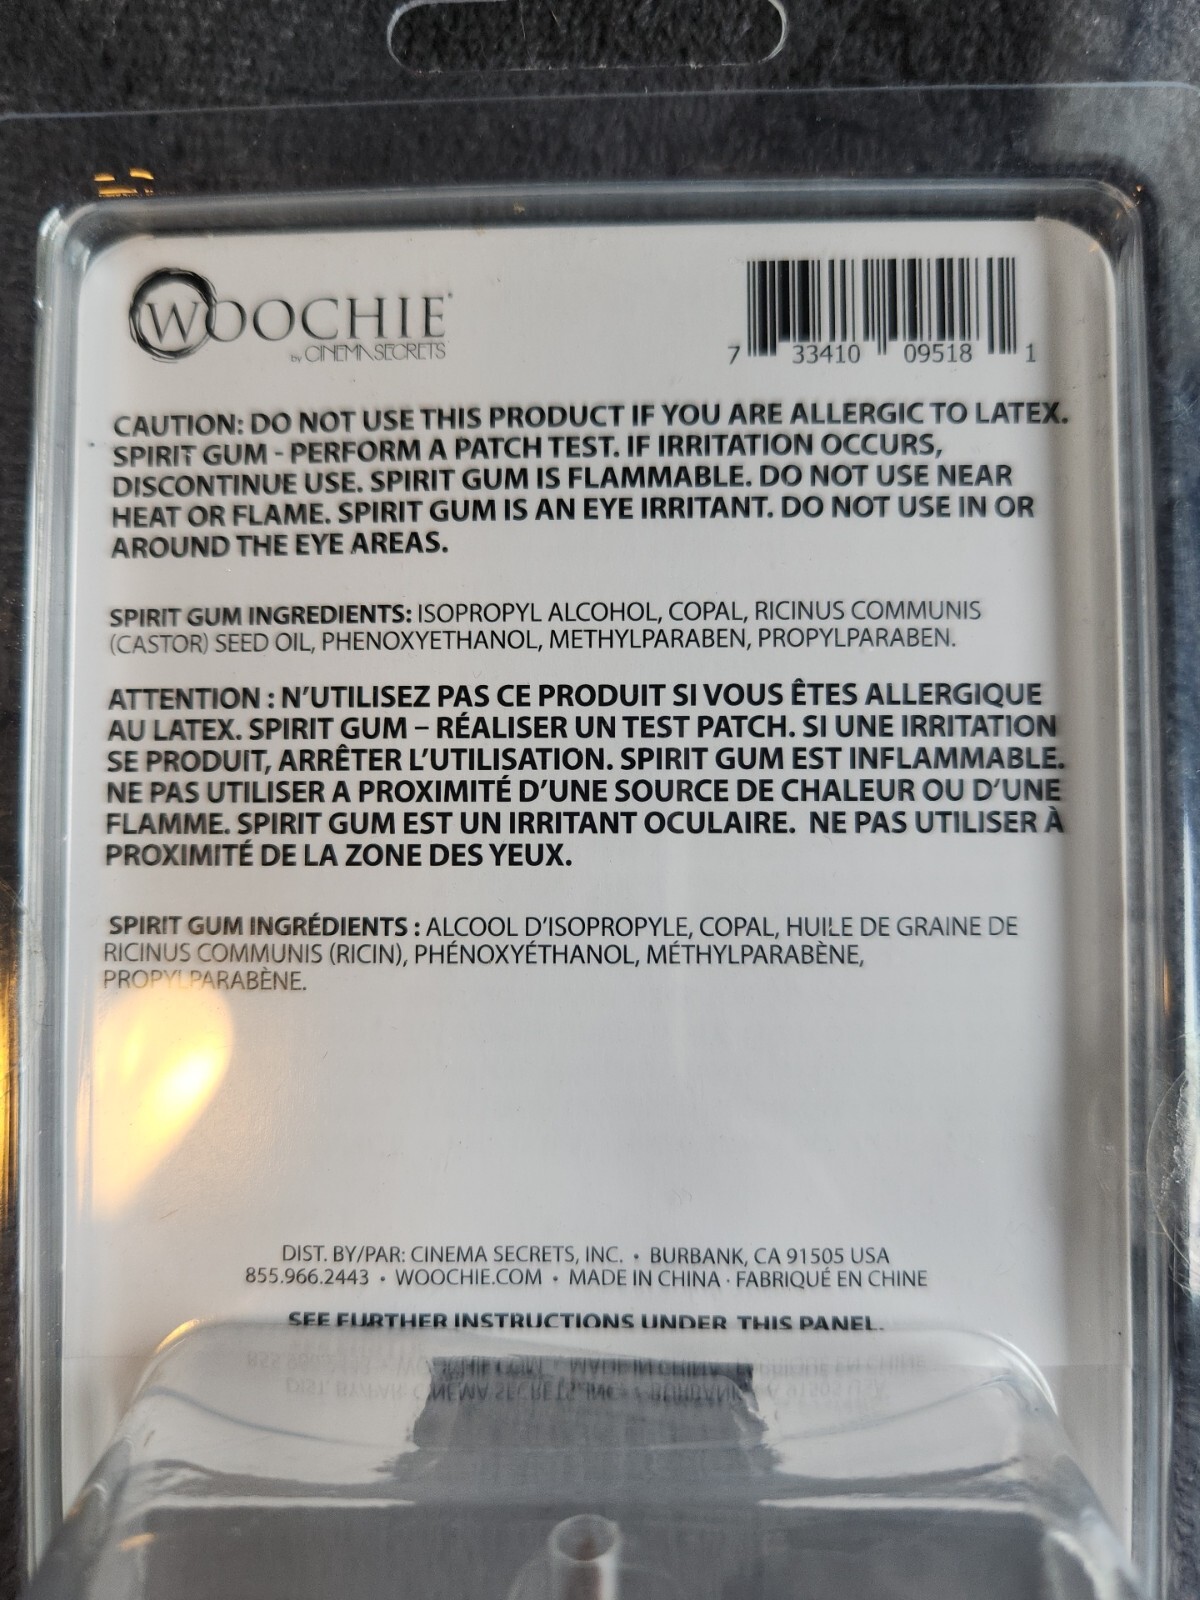 WOOCHIE
by CINEMA SECRETS
7 33410 09518 1
CAUTION: DO NOT USE THIS PRODUCT IF YOU ARE ALLERGIC TO LATEX.
SPIRIT GUM - PERFORM A PATCH TEST. IF IRRITATION OCCURS,
DISCONTINUE USE. SPIRIT GUM IS FLAMMABLE. DO NOT USE NEAR
HEAT OR FLAME. SPIRIT GUM IS AN EYE IRRITANT. DO NOT USE IN OR
AROUND THE EYE AREAS.
SPIRIT GUM INGREDIENTS: ISOPROPYL ALCOHOL, COPAL, RICINUS COMMUNIS
(CASTOR) SEED OIL, PHENOXYETHANOL, METHYLPARABEN, PROPYLPARABEN.
ATTENTION : N'UTILISEZ PAS CE PRODUIT SI VOUS ÊTES ALLERGIQUE
AU LATEX. SPIRIT GUM – RÉALISER UN TEST PATCH. SI UNE IRRITATION
SE PRODUIT, ARRÊTER L'UTILISATION. SPIRIT GUM EST INFLAMMABLE.
NE PAS UTILISER A PROXIMITÉ D'UNE SOURCE DE CHALEUR OU D'UNE
FLAMME. SPIRIT GUM EST UN IRRITANT OCULAIRE. NE PAS UTILISER À
PROXIMITÉ DE LA ZONE DES YEUX.
SPIRIT GUM INGRÉDIENTS : ALCOOL D'ISOPROPYLE, COPAL, HUILE DE GRAINE DE
RICINUS COMMUNIS (RICIN), PHÉNOXYÉTHANOL, MÉTHYLPARABÈNE,
PROPYLPARABÈNE.
DIST. BY/PAR: CINEMA SECRETS, INC. • BURBANK, CA 91505 USA
855.966.2443 • WOOCHIE.COM • MADE IN CHINA · FABRIQUÉ EN CHINE
SEE FURTHER INSTRUCTIONS UNDER THIS PANEL.